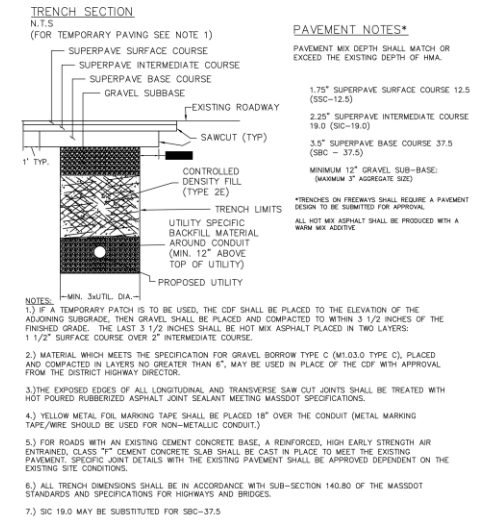 TRENCH SECTION
N.T.S
(FOR TEMPORARY PAVING SEE NOTE 1)
SUPERPAVE SURFACE COURSE
SUPERPAVE INTERMEDIATE COURSE
SUPERPAVE BASE COURSE
GRAVEL SUBBASE
EXISTING ROADWAY
SAWCUT (TYP)
1' TYP.
CONTROLLED
DENSITY FILL
(TYPE 2E)
TRENCH LIMITS
UTILITY SPECIFIC
BACKFILL MATERIAL
AROUND CONDUIT
(MIN. 12" ABOVE
TOP OF UTILITY)
PROPOSED UTILITY
MIN. 3xUTIL. DIA.
PAVEMENT NOTES*
PAVEMENT MIX DEPTH SHALL MATCH OR
EXCEED THE EXISTING DEPTH OF HMA.
1.75" SUPERPAVE SURFACE COURSE 12.5
(SSC-12.5)
2.25" SUPERPAVE INTERMEDIATE COURSE
19.0 (SIC-19.0)
3.5" SUPERPAVE BASE COURSE 37.5
(SBC - 37.5)
MINIMUM 12" GRAVEL SUB-BASE:
(MAXIMUM 3" AGGREGATE SIZE)
*TRENCHES ON FREEWAYS SHALL REQUIRE A PAVEMENT
DESIGN TO BE SUBMITTED FOR APPROVAL
ALL HOT MIX ASPHALT SHALL BE PRODUCED WITH A
WARM MIX ADDITIVE
NOTES:
1.) IF A TEMPORARY PATCH IS TO BE USED, THE CDF SHALL BE PLACED TO THE ELEVATION OF THE
ADJOINING SUBGRADE, THEN GRAVEL SHALL BE PLACED AND COMPACTED TO WITHIN 3 1/2 INCHES OF THE
FINISHED GRADE. THE LAST 3 1/2 INCHES SHALL BE HOT MIX ASPHALT PLACED IN TWO LAYERS:
1 1/2" SURFACE COURSE OVER 2" INTERMEDIATE COURSE.
2.) MATERIAL WHICH MEETS THE SPECIFICATION FOR GRAVEL BORROW TYPE C (M1.03.0 TYPE C), PLACED
AND COMPACTED IN LAYERS NO GREATER THAN 6", MAY BE USED IN PLACE OF THE CDF WITH APPROVAL
FROM THE DISTRICT HIGHWAY DIRECTOR.
3.)THE EXPOSED EDGES OF ALL LONGITUDINAL AND TRANSVERSE SAW CUT JOINTS SHALL BE TREATED WITH
HOT POURED RUBBERIZED ASPHALT JOINT SEALANT MEETING MASSDOT SPECIFICATIONS.
4.) YELLOW METAL FOIL MARKING TAPE SHALL BE PLACED 18" OVER THE CONDUIT (METAL MARKING
TAPE/WIRE SHOULD BE USED FOR NON-METALLIC CONDUIT.)
5.) FOR ROADS WITH AN EXISTING CEMENT CONCRETE BASE, A REINFORCED, HIGH EARLY STRENGTH AIR
ENTRAINED, CLASS "F" CEMENT CONCRETE SLAB SHALL BE CAST IN PLACE TO MEET THE EXISTING
PAVEMENT. SPECIFIC JOINT DETAILS WITH THE EXISTING PAVEMENT SHALL BE APPROVED DEPENDENT ON THE
EXISTING SITE CONDITIONS.
6.) ALL TRENCH DIMENSIONS SHALL BE IN ACCORDANCE WITH SUB-SECTION 140.80 OF THE MASSDOT
STANDARDS AND SPECIFICATIONS FOR HIGHWAYS AND BRIDGES.
7.) SIC 19.0 MAY BE SUBSTITUTED FOR SBC-37.5